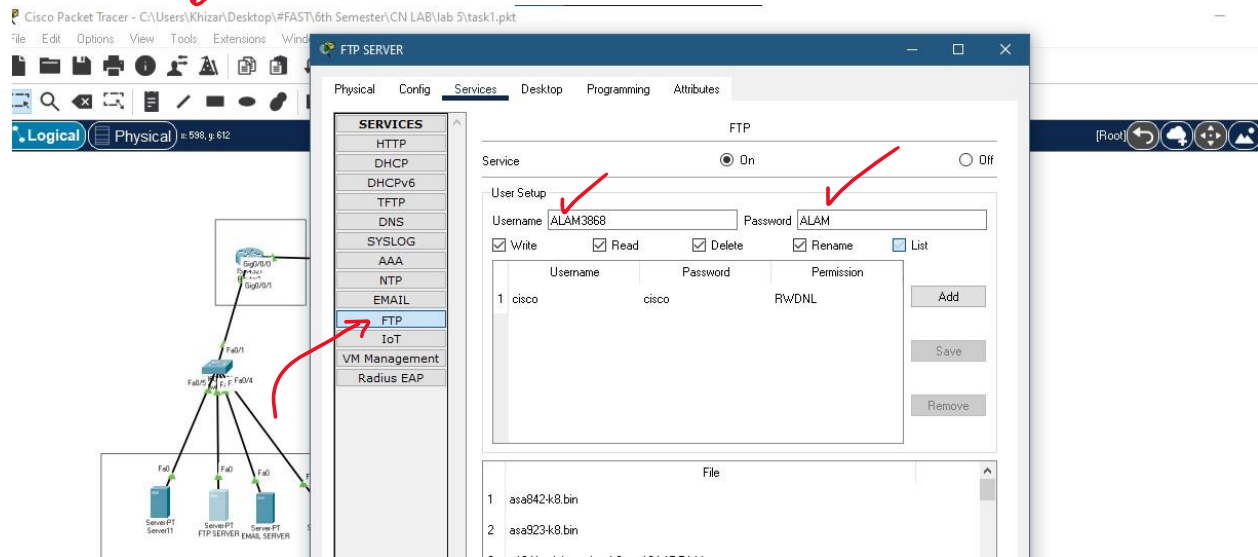 Cisco Packet Tracer - C:\Users\Khizar\Desktop\#FAST\6th Semester\CN LAB\lab 5\task1.pkt
File Edit Options View Tools Extensions Wind
Logical Physical x: 598, y: 612
[Root]
FTP SERVER
Physical Config Services Desktop Programming Attributes
SERVICES
HTTP
DHCP
DHCPv6
TFTP
DNS
SYSLOG
AAA
NTP
EMAIL
FTP
IoT
VM Management
Radius EAP
FTP
Service On Off
User Setup
Username ALAM3868 Password ALAM
Write Read Delete Rename List
Username Password Permission
1 cisco cisco RWDNL
Add
Save
Remove
File
1 asa842-k8.bin
2 asa923-k8.bin
Gig0/0/0
Gig0/0/1
Fa0/1
Fa0/5 Fa0/4
Fa0 Fa0 Fa0
Server-PT
Server11
Server-PT
FTP SERVER
Server-PT
EMAIL SERVER